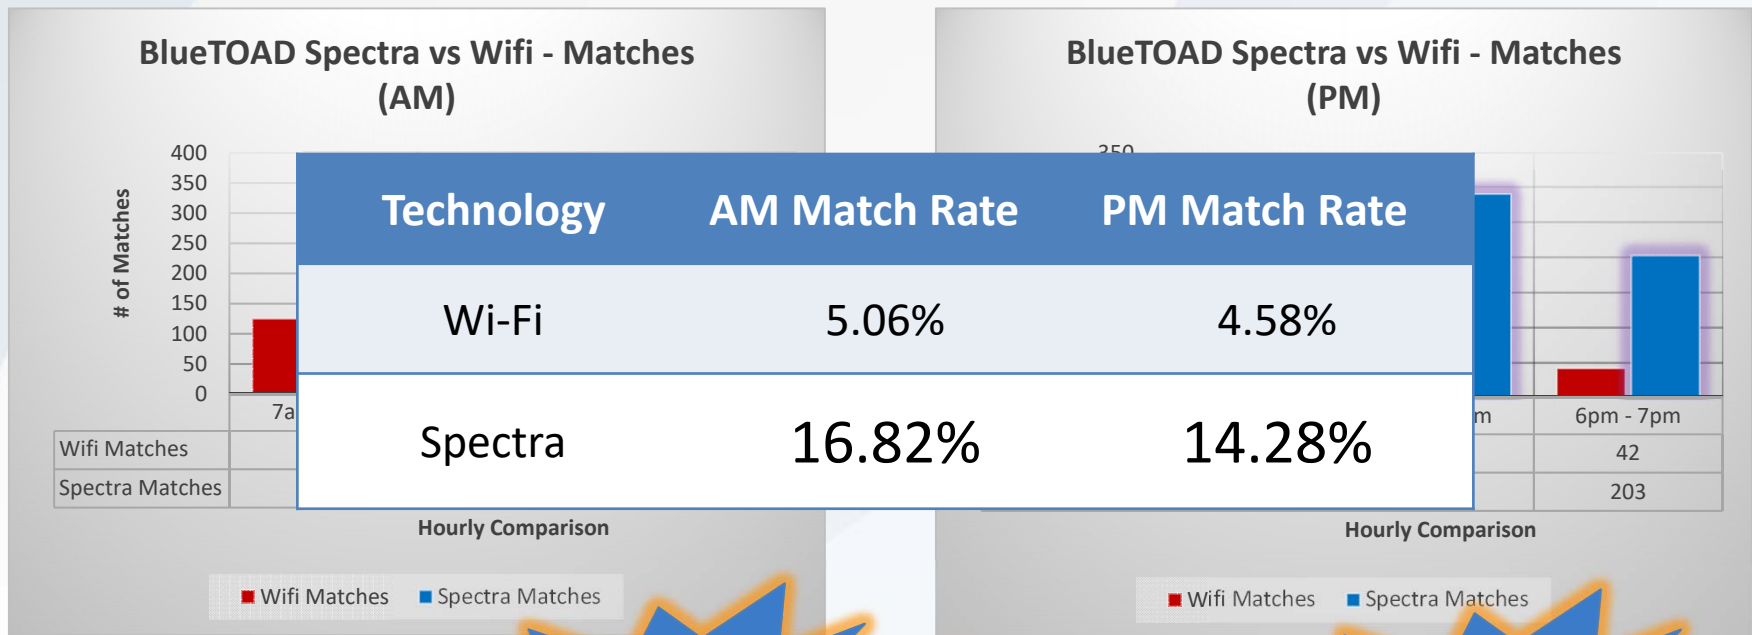 BlueTOAD Spectra vs Wifi - Matches
(AM)
# of Matches
400
350
300
250
200
150
100
50
0
7a
Wifi Matches
Spectra Matches
Hourly Comparison
Wifi Matches Spectra Matches
BlueTOAD Spectra vs Wifi - Matches
(PM)
350
m 6pm - 7pm
42
203
Hourly Comparison
Wifi Matches Spectra Matches
Technology AM Match Rate PM Match Rate
Wi-Fi 5.06% 4.58%
Spectra 16.82% 14.28%